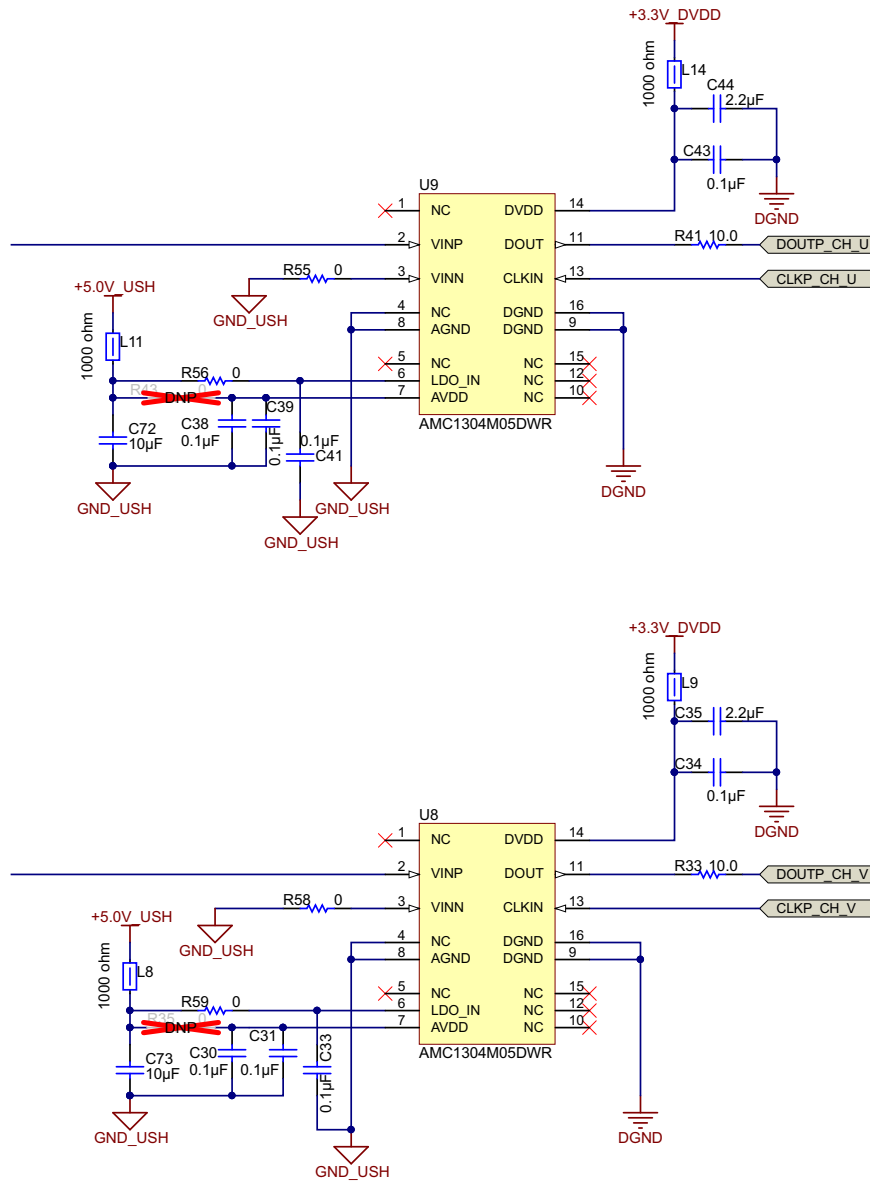 +3.3V_DVDD
1000 ohm
L14
C44
2.2µF
C43
0.1µF
DGND
U9
1 NC DVDD 14
2 VINP DOUT 11
R41 10.0
DOUTP_CH_U
R55 0
3 VINN CLKIN 13
CLKP_CH_U
GND_USH
+5.0V_USH
4 NC DGND 16
8 AGND DGND 9
1000 ohm
L11
5 NC NC 15
R56 0
6 LDO_IN NC 12
R43 0
DNP
7 AVDD NC 10
AMC1304M05DWR
C72
10µF
C38
0.1µF
C39
0.1µF
0.1µF
C41
GND_USH
GND_USH
GND_USH
DGND
+3.3V_DVDD
1000 ohm
L9
C35
2.2µF
C34
0.1µF
DGND
U8
1 NC DVDD 14
2 VINP DOUT 11
R33 10.0
DOUTP_CH_V
R58 0
3 VINN CLKIN 13
CLKP_CH_V
GND_USH
+5.0V_USH
4 NC DGND 16
8 AGND DGND 9
1000 ohm
L8
5 NC NC 15
R59 0
6 LDO_IN NC 12
R35 0
DNP
7 AVDD NC 10
AMC1304M05DWR
C73
10µF
C30
0.1µF
C31
0.1µF
C33
0.1µF
GND_USH
GND_USH
DGND